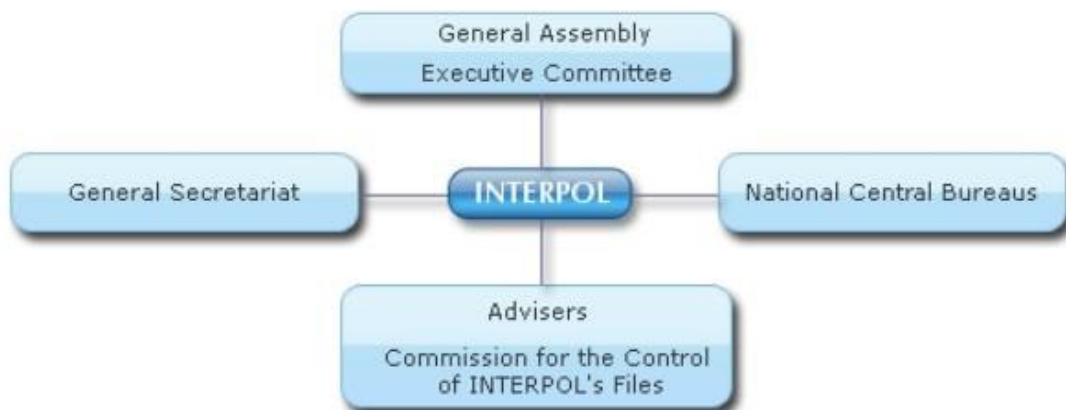 General Assembly
Executive Committee
General Secretariat
INTERPOL
National Central Bureaus
Advisers
Commission for the Control
of INTERPOL's Files